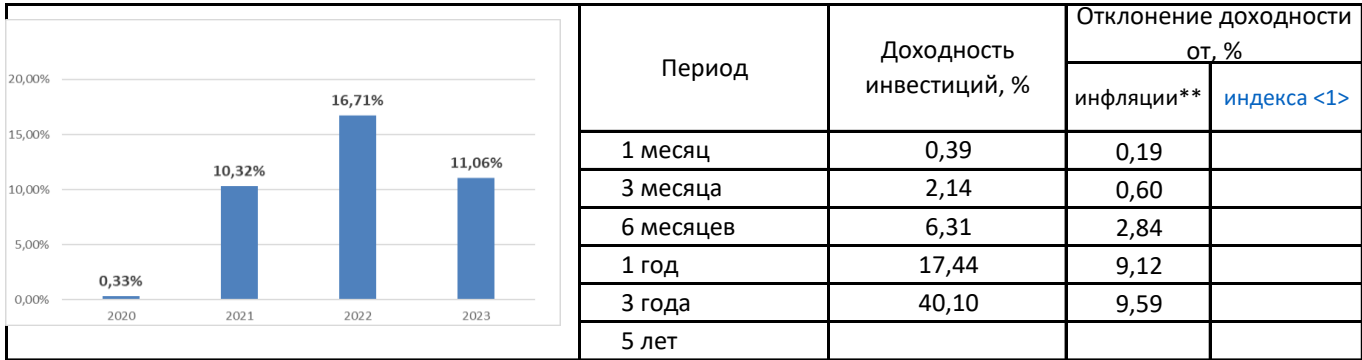 20,00%
15,00%
10,00%
5,00%
0,00%
0,33%
10,32%
16,71%
11,06%
2020 2021 2022 2023
Период
Доходность
инвестиций, %
Отклонение доходности
от, %
инфляции** индекса <1>
1 месяц 0,39 0,19
3 месяца 2,14 0,60
6 месяцев 6,31 2,84
1 год 17,44 9,12
3 года 40,10 9,59
5 лет